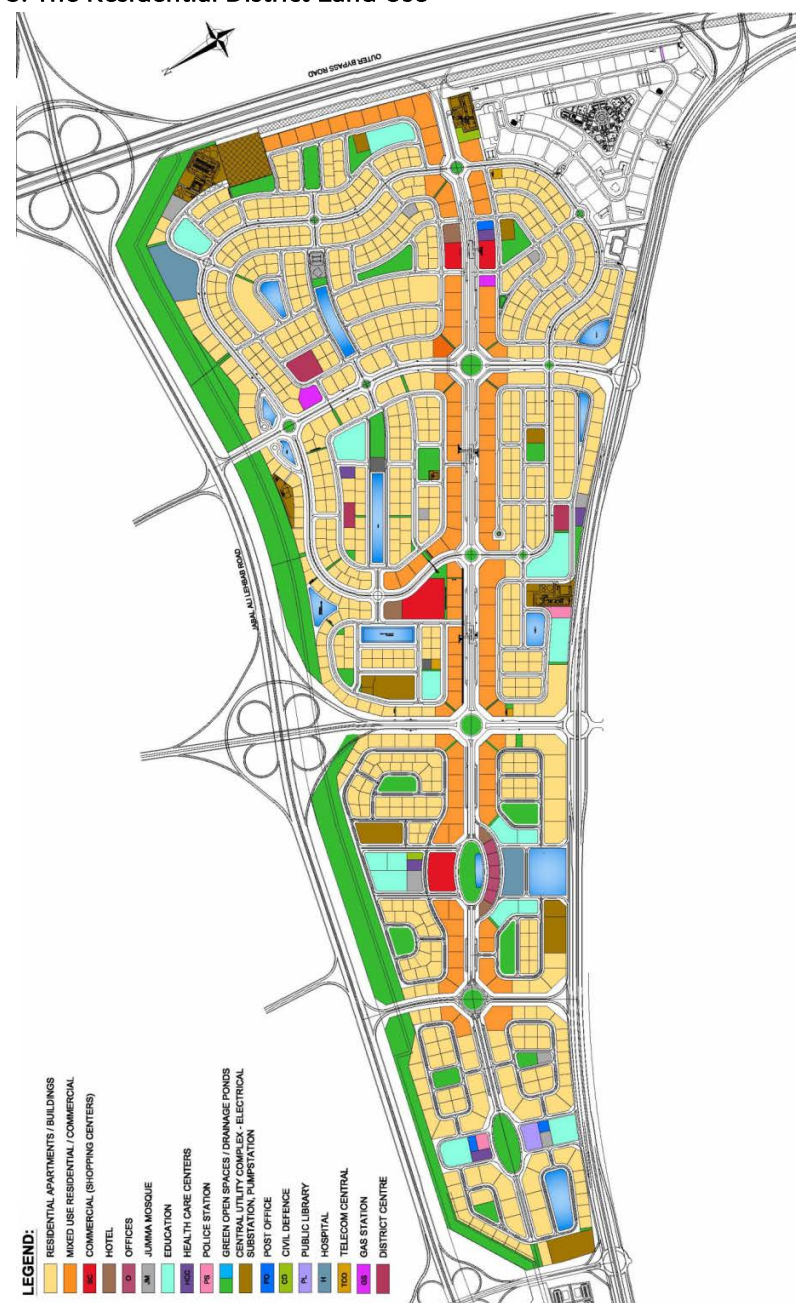 OUTER BYPASS ROAD
N
JABAL ALI LEHBAB ROAD
LEGEND:
RESIDENTIAL APARTMENTS / BUILDINGS
MIXED USE RESIDENTIAL / COMMERCIAL
SC COMMERCIAL (SHOPPING CENTERS)
HOTEL
O OFFICES
JM JUMMA MOSQUE
EDUCATION
HCC HEALTH CARE CENTERS
PS POLICE STATION
GREEN OPEN SPACES / DRAINAGE PONDS
CENTRAL UTILITY COMPLEX - ELECTRICAL
SUBSTATION, PUMPSTATION
PO POST OFFICE
CD CIVIL DEFENCE
PL PUBLIC LIBRARY
H HOSPITAL
TCO TELECOM CENTRAL
GS GAS STATION
DISTRICT CENTRE